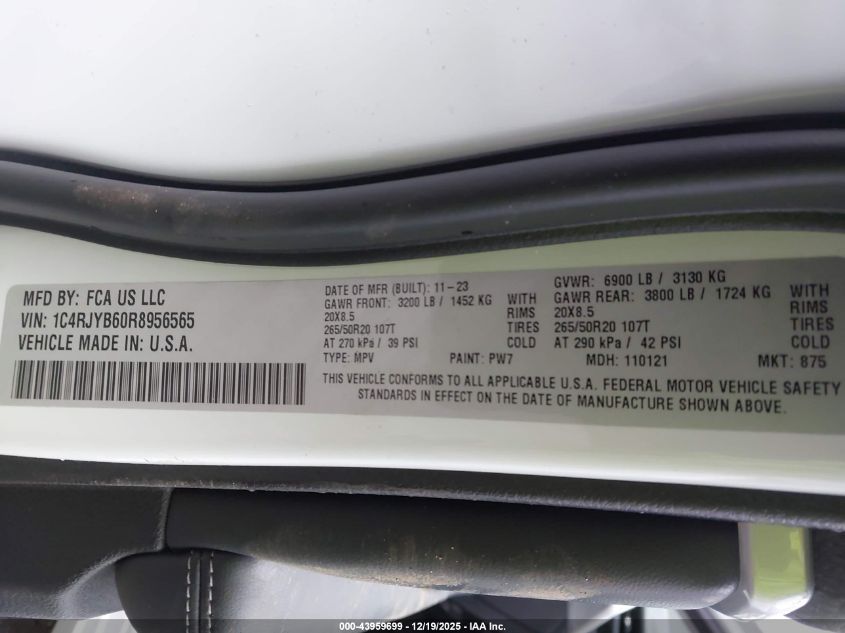 MFD BY: FCA US LLC
VIN: 1C4RJYB60R8956565
VEHICLE MADE IN: U.S.A.
DATE OF MFR (BUILT): 11-23
GAWR FRONT: 3200 LB / 1452 KG WITH
20X8.5 RIMS
265/50R20 107T TIRES
AT 270 kPa / 39 PSI COLD
TYPE: MPV PAINT: PW7
GVWR: 6900 LB / 3130 KG
GAWR REAR: 3800 LB / 1724 KG WITH
20X8.5 RIMS
265/50R20 107T TIRES
AT 290 kPa / 42 PSI COLD
MDH: 110121 MKT: 875
THIS VEHICLE CONFORMS TO ALL APPLICABLE U.S.A. FEDERAL MOTOR VEHICLE SAFETY
STANDARDS IN EFFECT ON THE DATE OF MANUFACTURE SHOWN ABOVE.
000-43959699 - 12/19/2025 - IAA Inc.